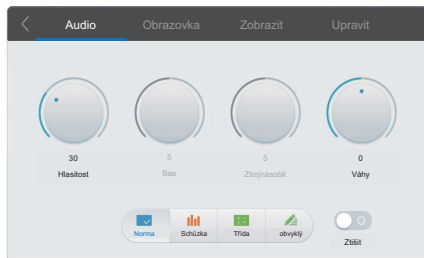 Audio Obrazovka Zobrazit Upravit
30 5 5 0
Hlasitost Bas Ztrojnásobit Váhy
Norma Schůzka Třída obvyklý
Ztišit